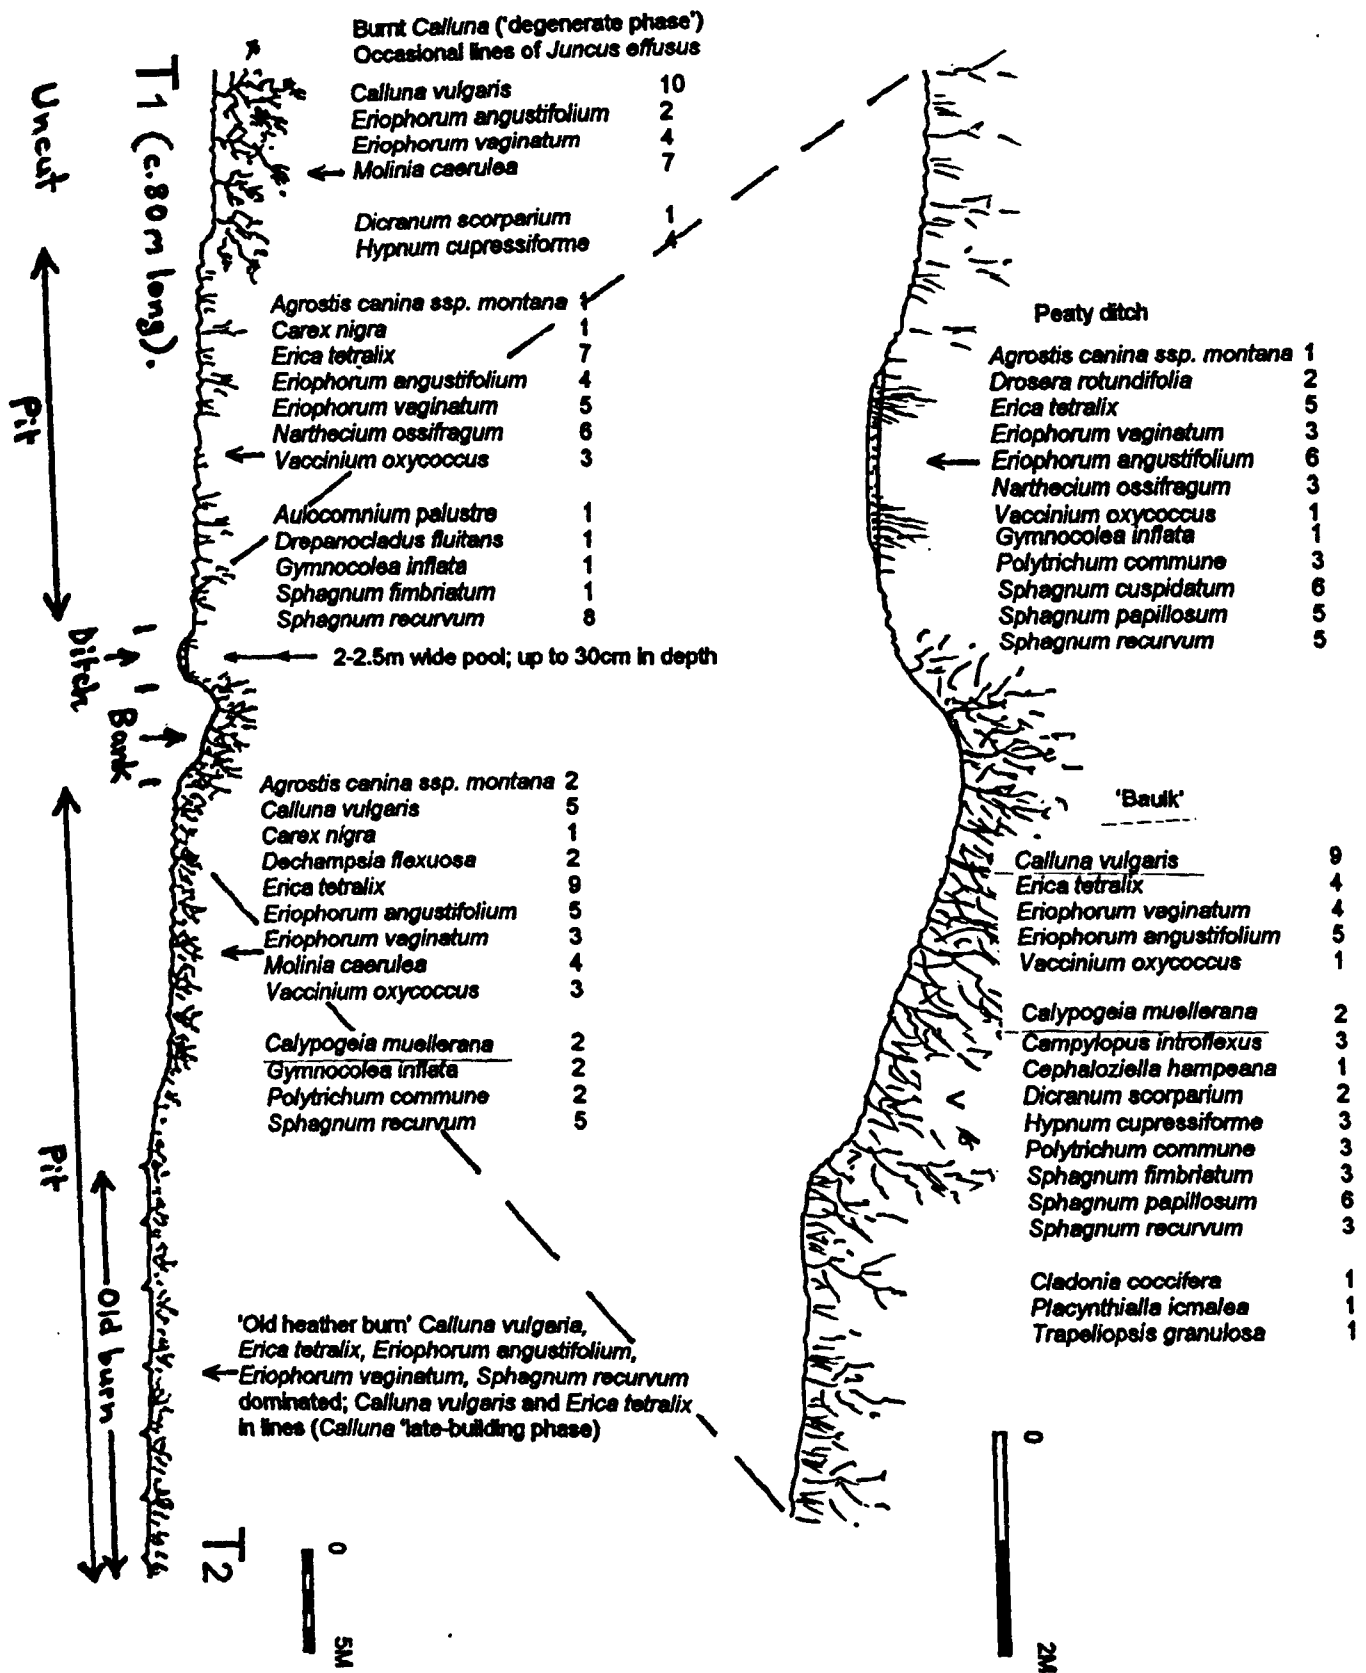 Burnt Calluna ('degenerate phase')
Occasional lines of Juncus effusus
Calluna vulgaris 10
Eriophorum angustifolium 2
Eriophorum vaginatum 4
Molinia caerulea 7
Dicranum scorparium 1
Hypnum cupressiforme 4
T1 (c.80m long).
Uncut
Pit
Ditch
Bank
Pit
Old burn
T2
Agrostis canina ssp. montana 1
Carex nigra 1
Erica tetralix 7
Eriophorum angustifolium 4
Eriophorum vaginatum 5
Narthecium ossifragum 6
Vaccinium oxycoccus 3
Aulocomnium palustre 1
Drepanocladus fluitans 1
Gymnocolea inflata 1
Sphagnum fimbriatum 1
Sphagnum recurvum 8
2-2.5m wide pool; up to 30cm in depth
Agrostis canina ssp. montana 2
Calluna vulgaris 5
Carex nigra 1
Dechampsia flexuosa 2
Erica tetralix 9
Eriophorum angustifolium 5
Eriophorum vaginatum 3
Molinia caerulea 4
Vaccinium oxycoccus 3
Calypogeia muellerana 2
Gymnocolea inflata 2
Polytrichum commune 2
Sphagnum recurvum 5
'Old heather burn' Calluna vulgaria,
Erica tetralix, Eriophorum angustifolium,
Eriophorum vaginatum, Sphagnum recurvum
dominated; Calluna vulgaris and Erica tetralix
in lines (Calluna 'late-building phase)
0 5M
Peaty ditch
Agrostis canina ssp. montana 1
Drosera rotundifolia 2
Erica tetralix 5
Eriophorum vaginatum 3
Eriophorum angustifolium 6
Narthecium ossifragum 3
Vaccinium oxycoccus 1
Gymnocolea inflata 1
Polytrichum commune 3
Sphagnum cuspidatum 6
Sphagnum papillosum 5
Sphagnum recurvum 5
'Baulk'
Calluna vulgaris 9
Erica tetralix 4
Eriophorum vaginatum 4
Eriophorum angustifolium 5
Vaccinium oxycoccus 1
Calypogeia muellerana 2
Campylopus introflexus 3
Cephaloziella hampeana 1
Dicranum scorparium 2
Hypnum cupressiforme 3
Polytrichum commune 3
Sphagnum fimbriatum 3
Sphagnum papillosum 6
Sphagnum recurvum 3
Cladonia coccifera 1
Placynthialla icmalea 1
Trapeliopsis granulosa 1
0 2M